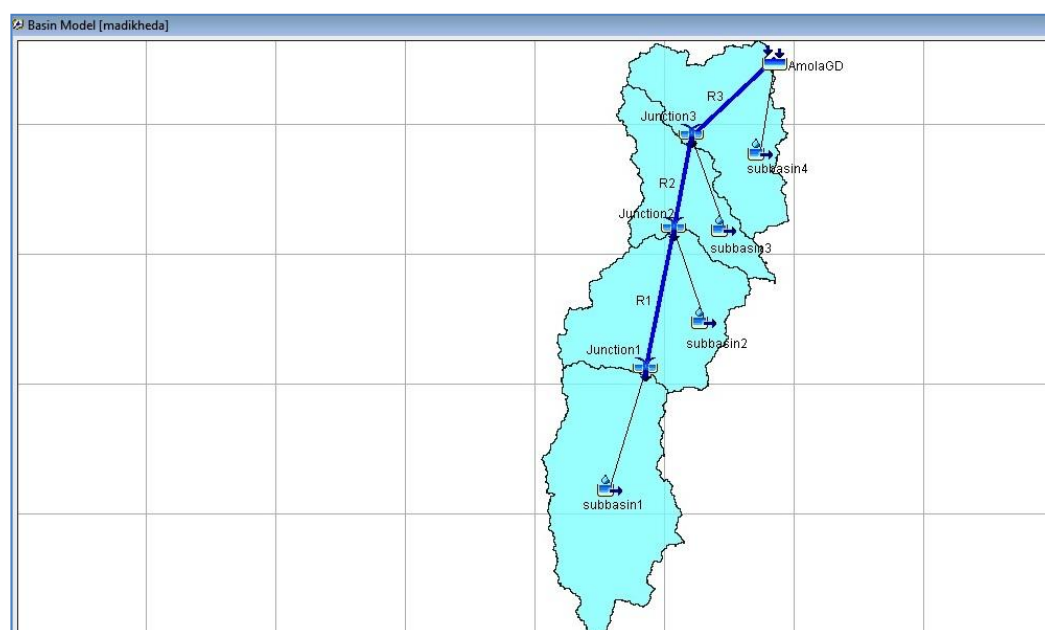 Basin Model [madikheda]
AmolaGD
R3
Junction3
subbasin4
R2
Junction2
subbasin3
R1
subbasin2
Junction1
subbasin1